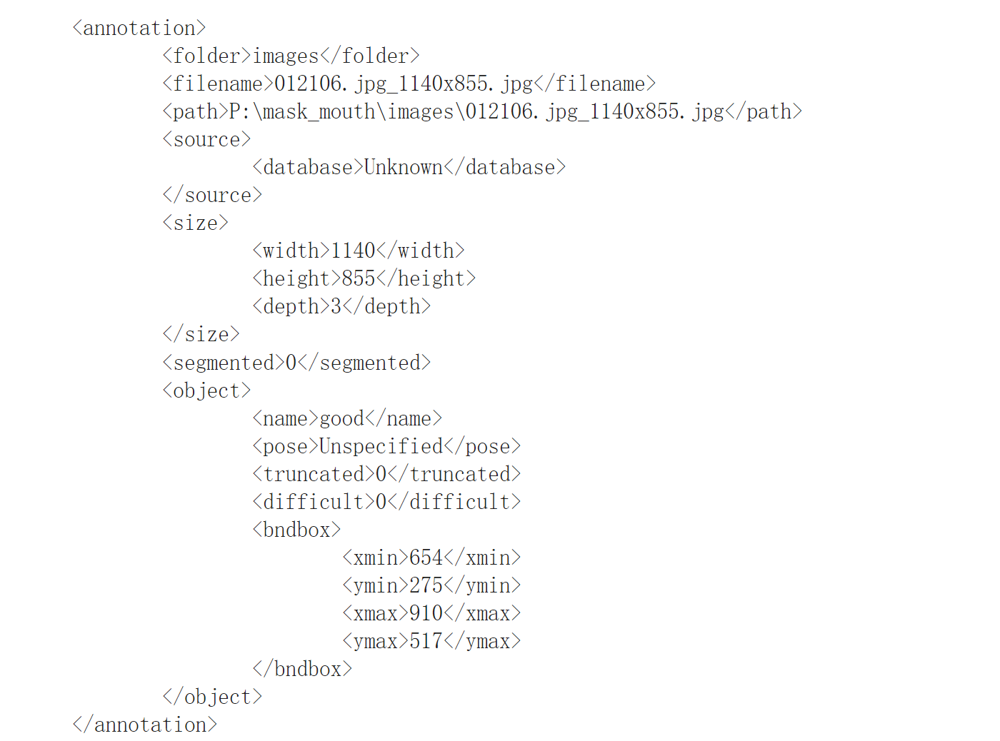 <annotation>
<folder>images</folder>
<filename>012106.jpg_1140x855.jpg</filename>
<path>P:\mask_mouth\images\012106.jpg_1140x855.jpg</path>
<source>
<database>Unknown</database>
</source>
<size>
<width>1140</width>
<height>855</height>
<depth>3</depth>
</size>
<segmented>0</segmented>
<object>
<name>good</name>
<pose>Unspecified</pose>
<truncated>0</truncated>
<difficult>0</difficult>
<bndbox>
<xmin>654</xmin>
<ymin>275</ymin>
<xmax>910</xmax>
<ymax>517</ymax>
</bndbox>
</object>
</annotation>